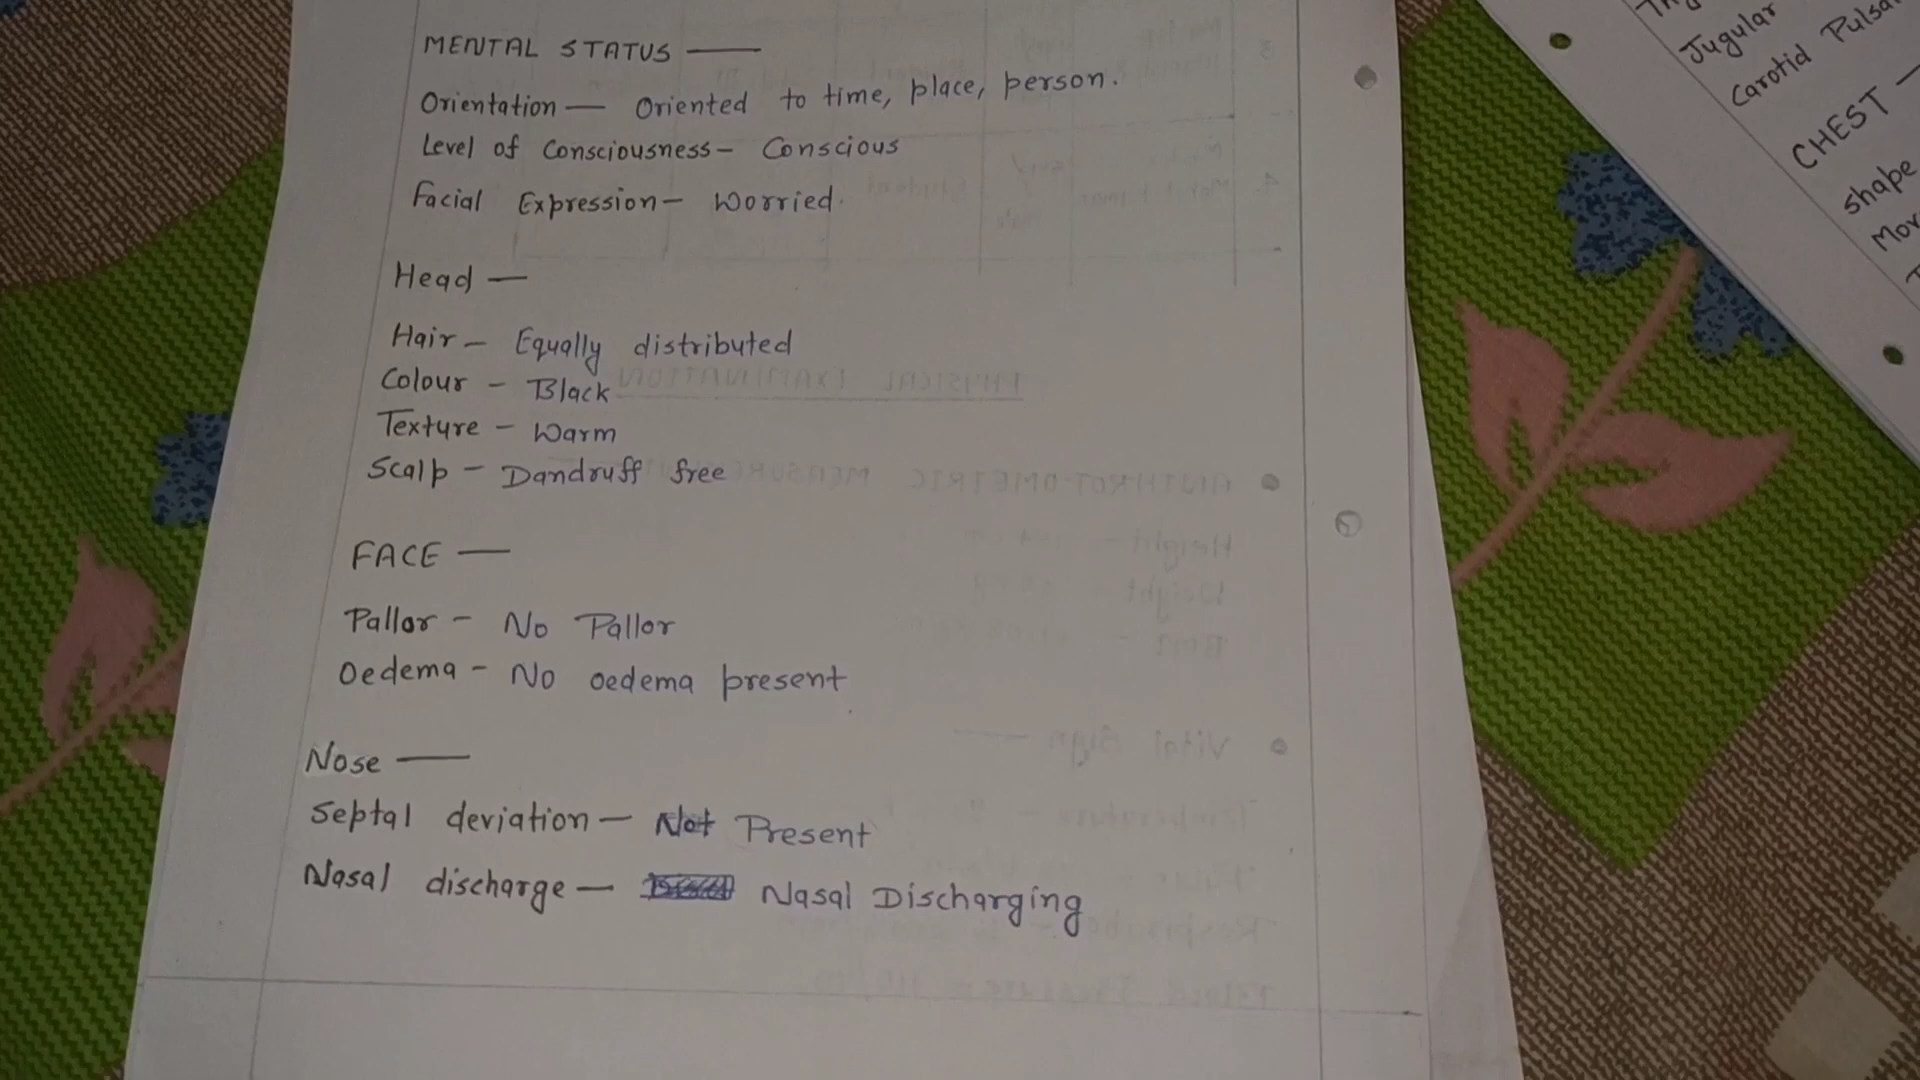 MENTAL STATUS —
Orientation — Oriented to time, place, person.
Level of Consciousness - Conscious
Facial Expression - Worried.
Head —
Hair - Equally distributed
Colour - Black
Texture - Warm
Scalp - Dandruff free
FACE —
Pallor - No Pallor
Oedema - No oedema present
Nose —
Septal deviation — Not Present
Nasal discharge — Nasal Discharging
Jugular
Carotid Pulsa
CHEST —
shape
Mov